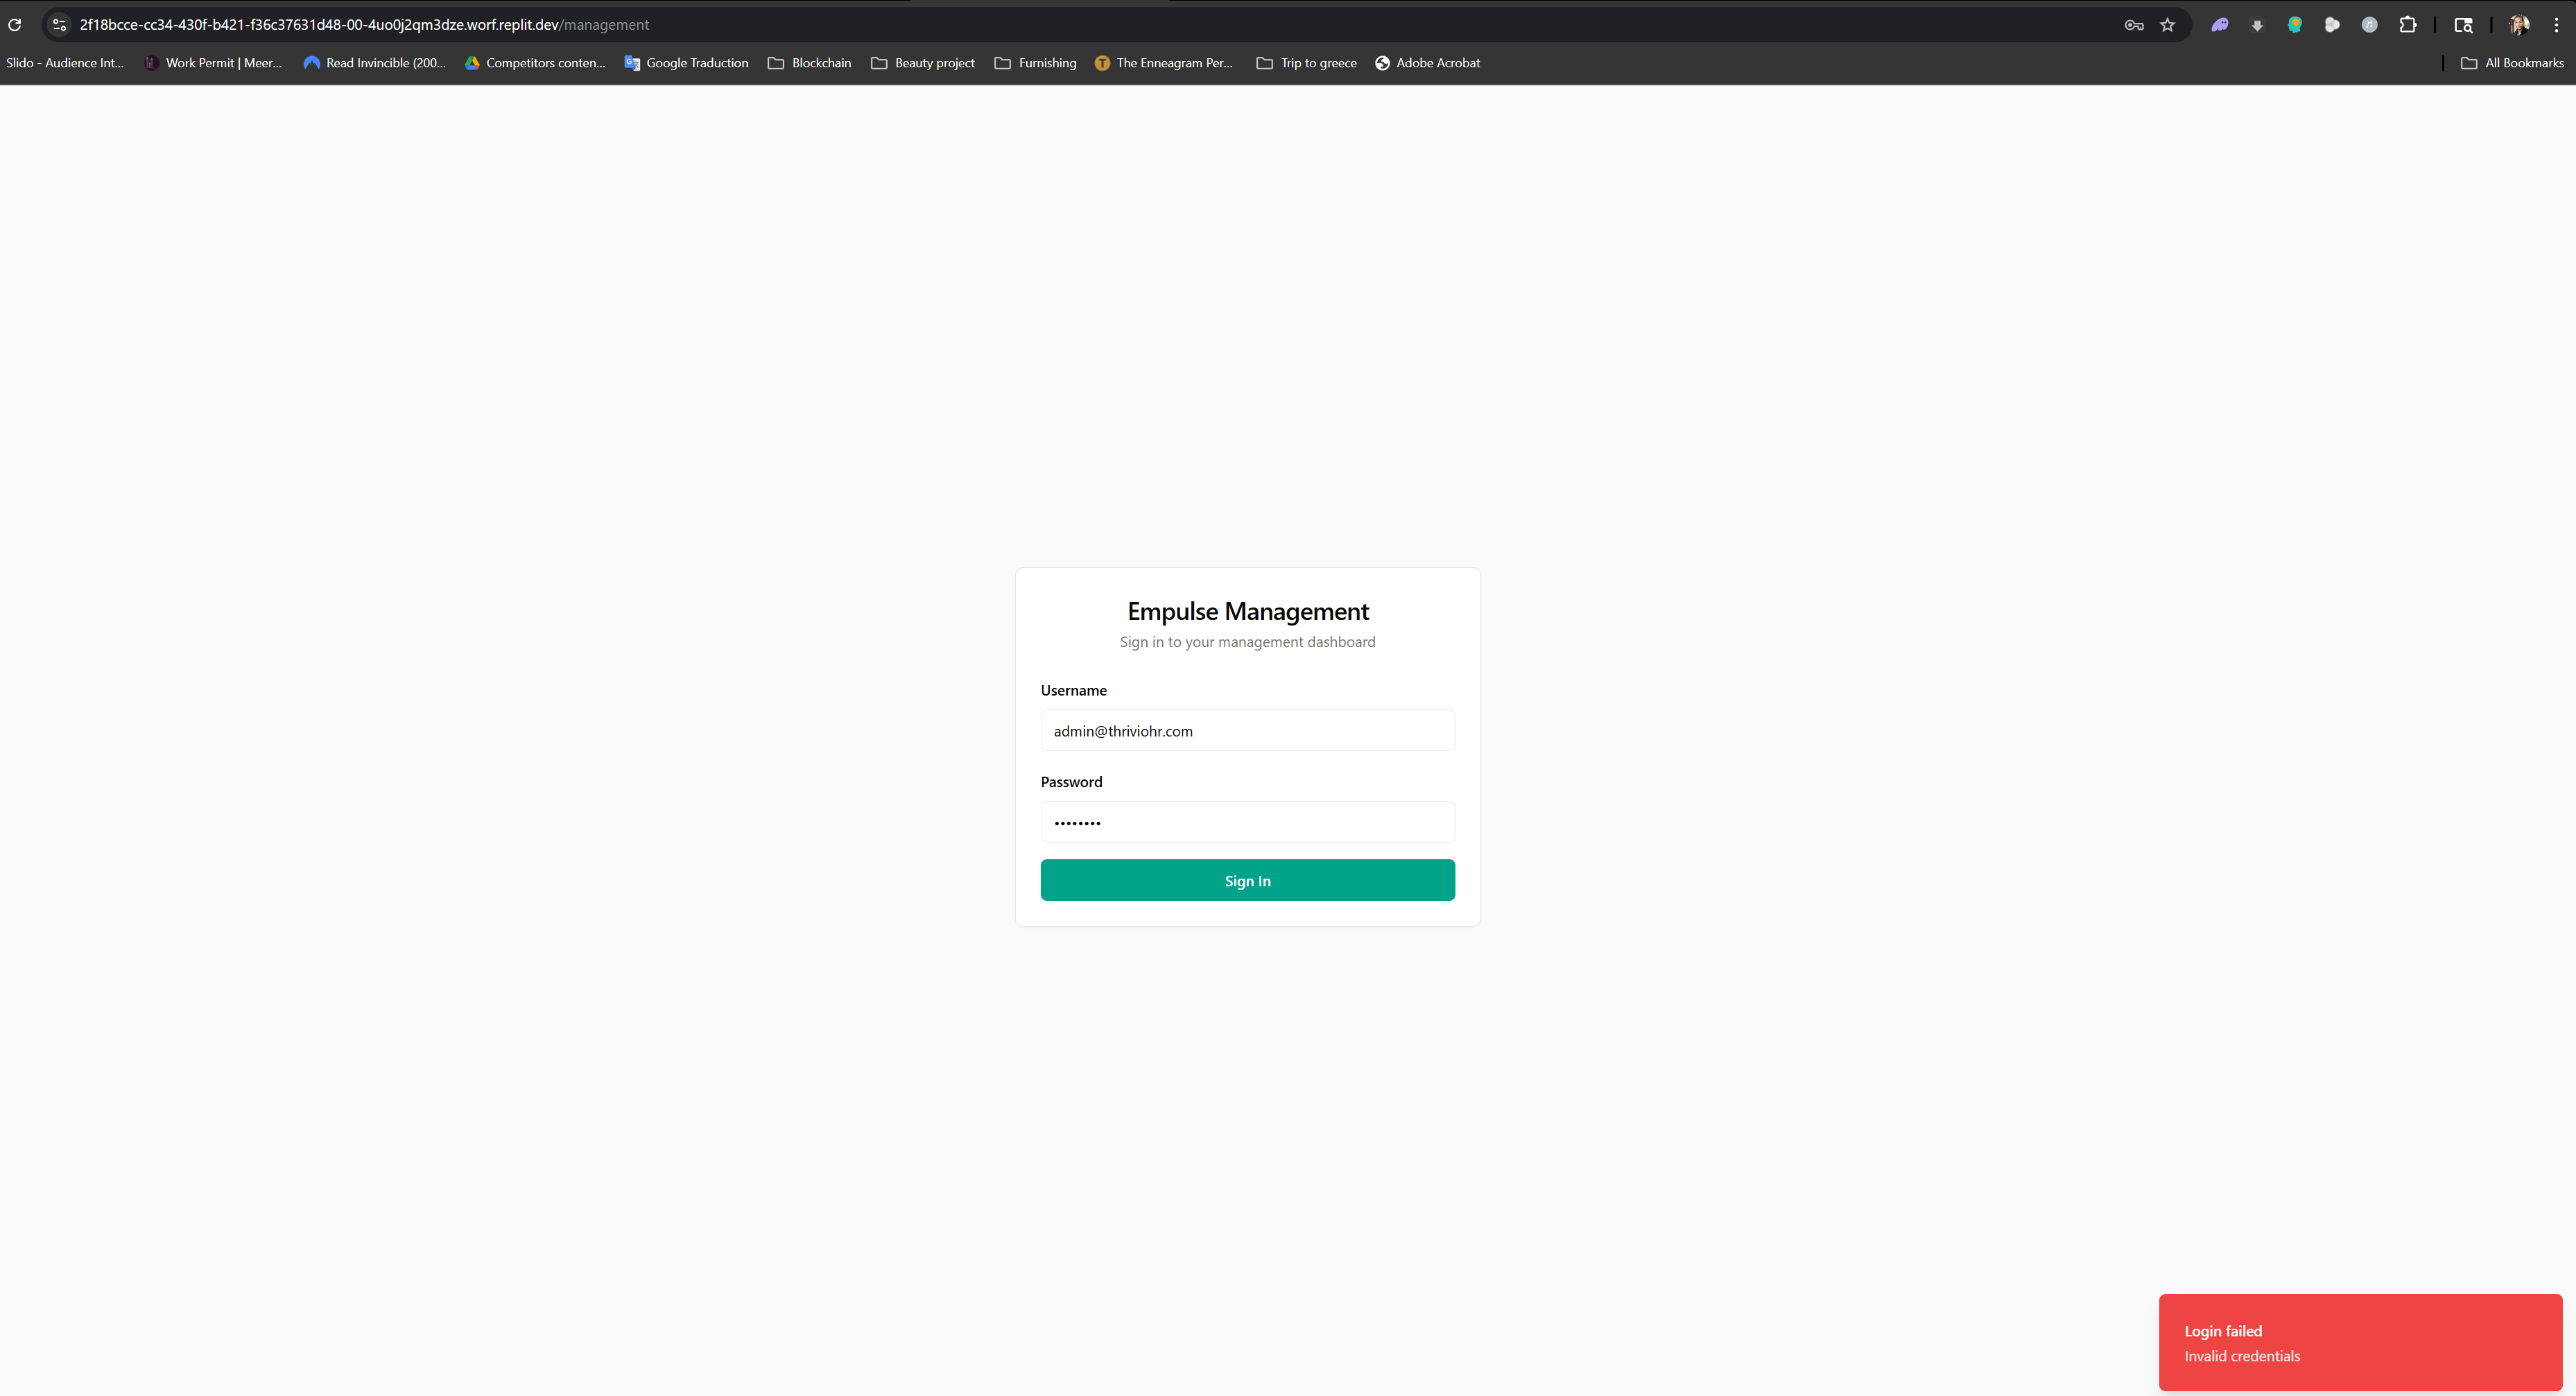 2f18bcce-cc34-430f-b421-f36c37631d48-00-4uo0j2qm3dze.worf.replit.dev/management
Slido - Audience Int... Work Permit | Meer... Read Invincible (200... Competitors conten... Google Traduction Blockchain Beauty project Furnishing The Enneagram Per... Trip to greece Adobe Acrobat All Bookmarks
Empulse Management
Sign in to your management dashboard
Username
admin@thriviohr.com
Password
••••••••
Sign In
Login failed
Invalid credentials